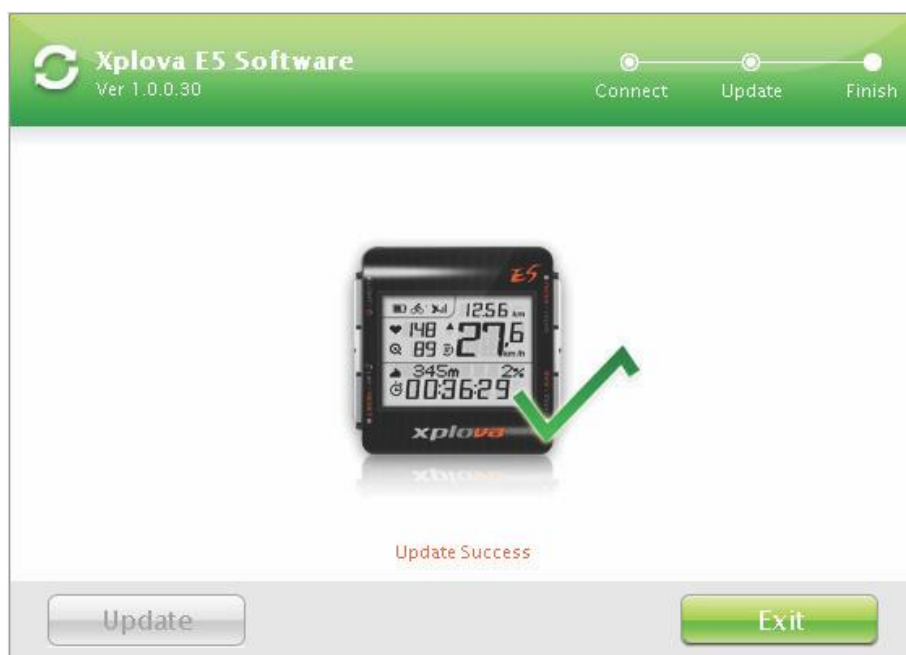 Xplova E5 Software
Ver 1.0.0.30
Connect Update Finish
E5
12.56 km
148
27.6 km/h
89
345m 2%
00:36:29
xplova
Update Success
Update Exit